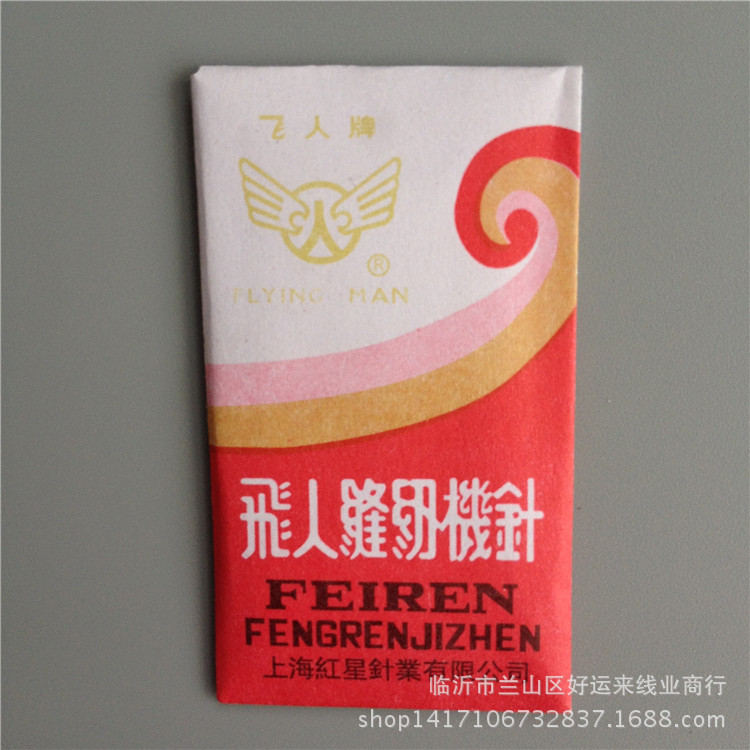 飞人牌
人
®
FLYING MAN
飛人縫紉機針
FEIREN
FENGRENJIZHEN
上海紅星針業有限公司
临沂市兰山区好运来线业商行
shop1417106732837.1688.com